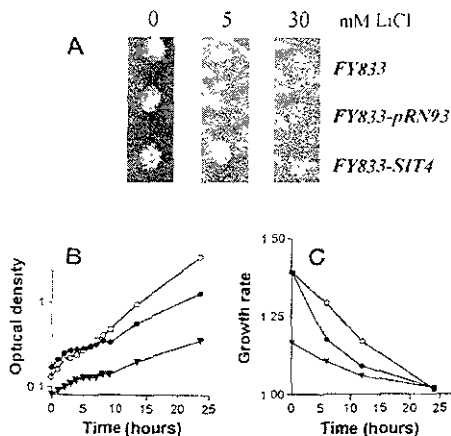 0 5 30 mM LiCl
A
FY833
FY833-pRN93
FY833-SIT4
B
Optical density
1
0.1
0 5 10 15 20 25
Time (hours)
C
Growth rate
1.50
1.25
1.00
0 5 10 15 20 25
Time (hours)